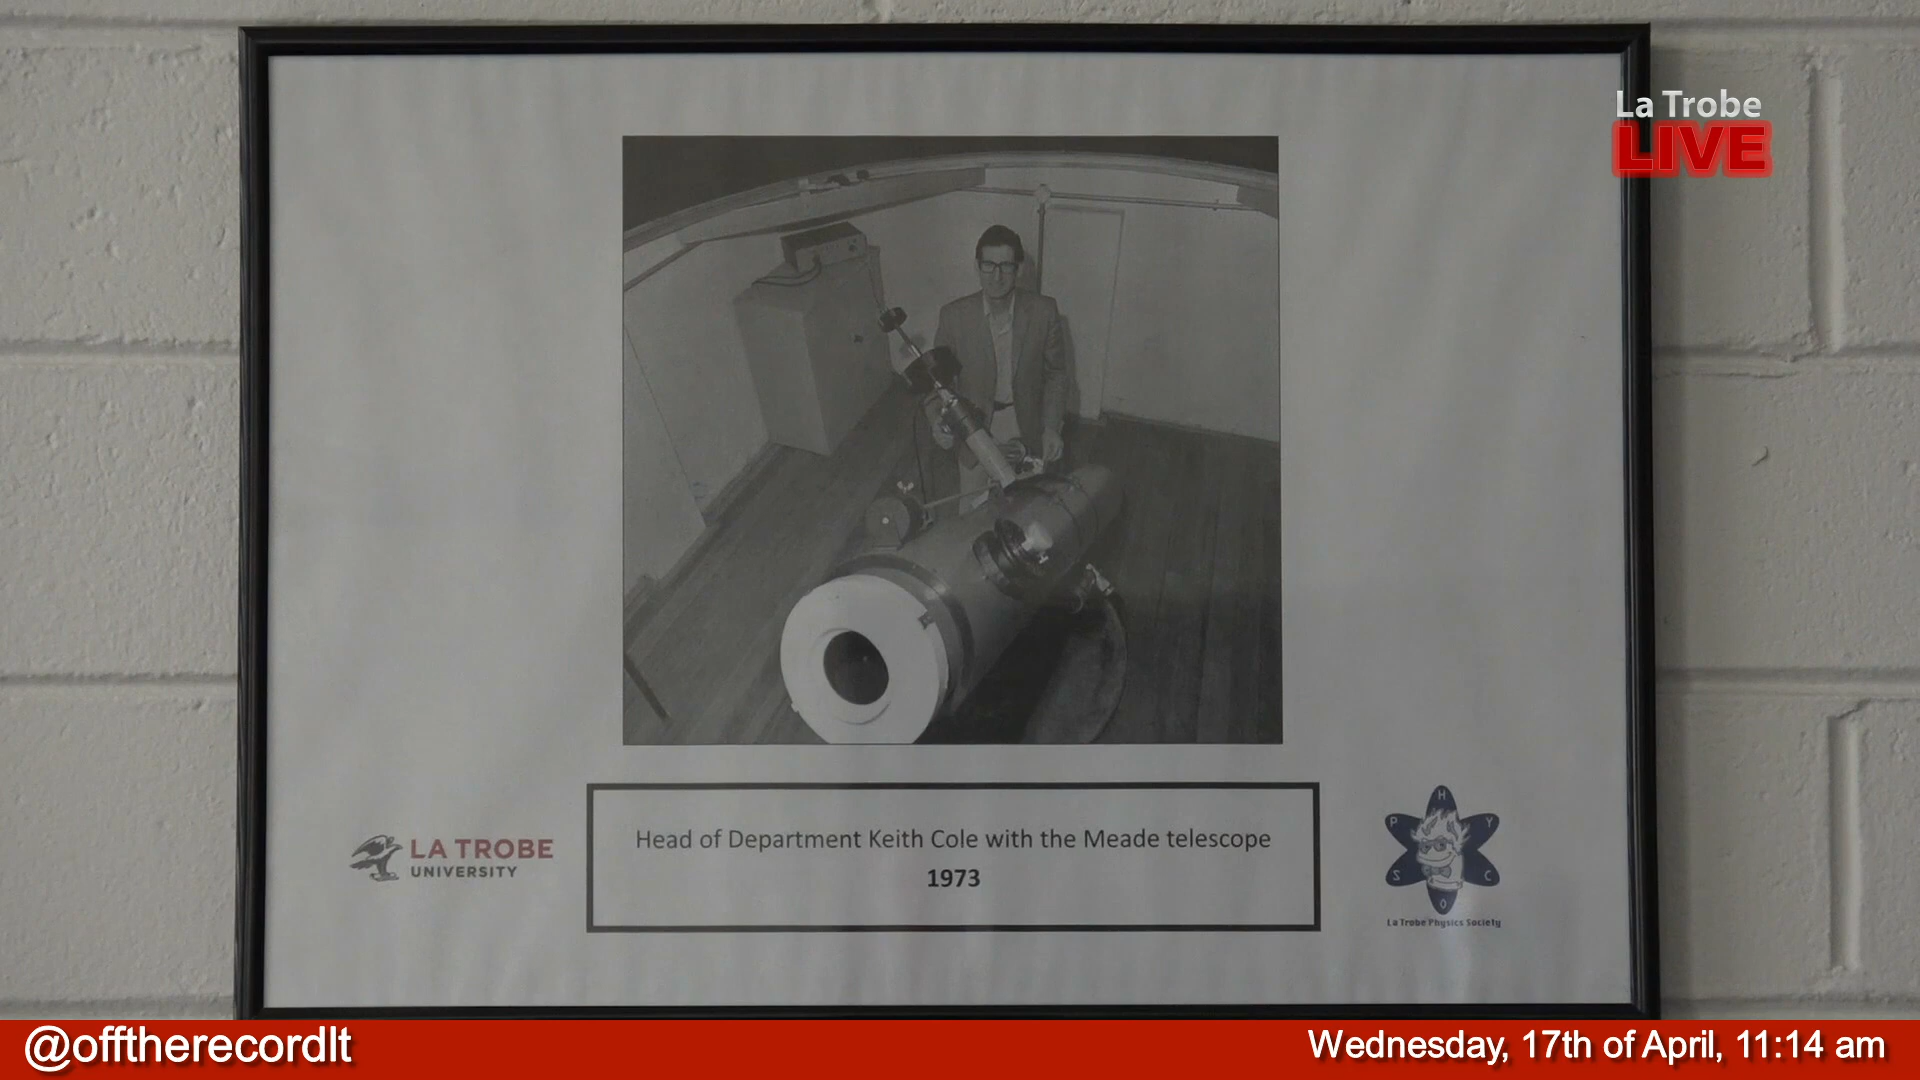 La Trobe
LIVE
Head of Department Keith Cole with the Meade telescope
1973
LA TROBE
UNIVERSITY
P H Y S O C
La Trobe Physics Society
@offtherecordlt
Wednesday, 17th of April, 11:14 am